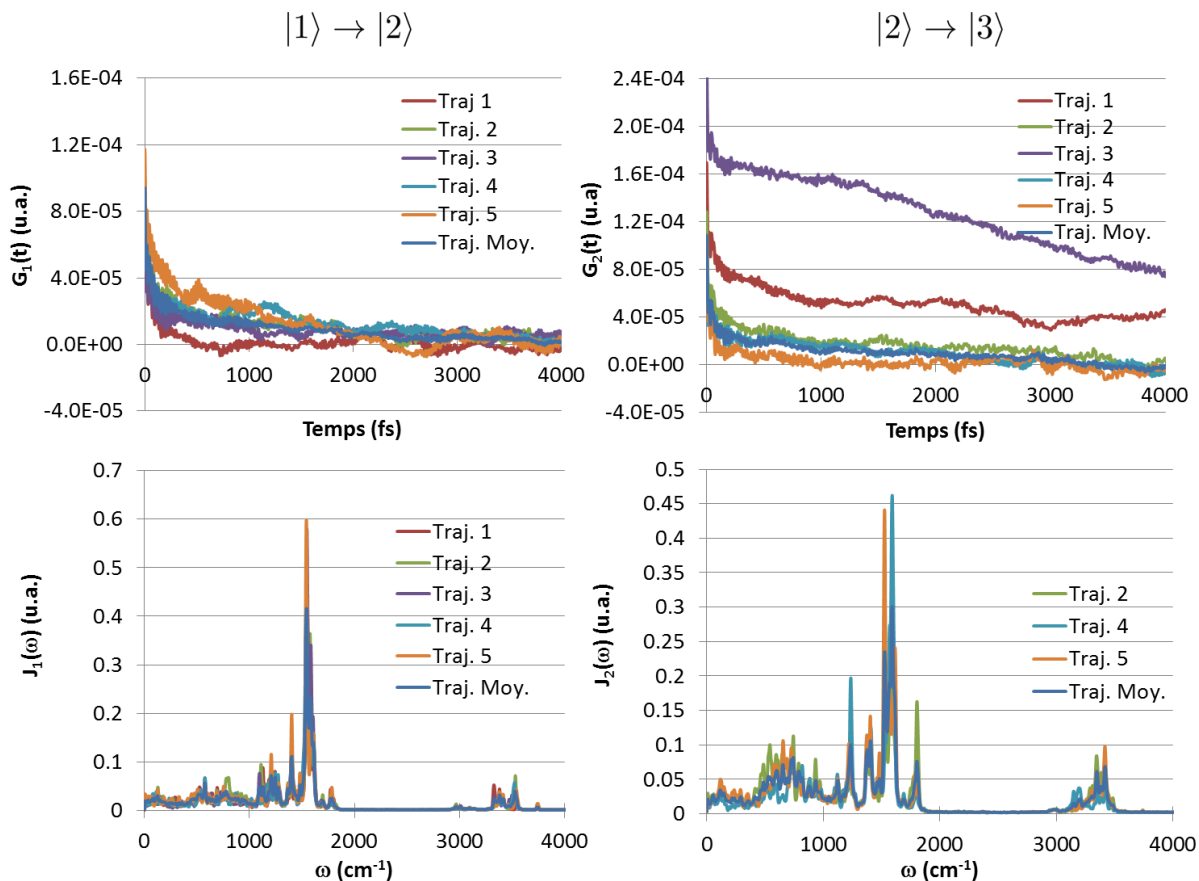 |1⟩ → |2⟩
|2⟩ → |3⟩
1.6E-04
1.2E-04
8.0E-05
4.0E-05
0.0E+00
-4.0E-05
G1(t) (u.a.)
0 1000 2000 3000 4000
Temps (fs)
Traj 1
Traj. 2
Traj. 3
Traj. 4
Traj. 5
Traj. Moy.
2.4E-04
2.0E-04
1.6E-04
1.2E-04
8.0E-05
4.0E-05
0.0E+00
-4.0E-05
G2(t) (u.a)
0 1000 2000 3000 4000
Temps (fs)
Traj. 1
Traj. 2
Traj. 3
Traj. 4
Traj. 5
Traj. Moy.
0.7
0.6
0.5
0.4
0.3
0.2
0.1
0
J1(ω) (u.a.)
0 1000 2000 3000 4000
ω (cm-1)
Traj. 1
Traj. 2
Traj. 3
Traj. 4
Traj. 5
Traj. Moy.
0.5
0.45
0.4
0.35
0.3
0.25
0.2
0.15
0.1
0.05
0
J2(ω) (u.a.)
0 1000 2000 3000 4000
ω (cm-1)
Traj. 2
Traj. 4
Traj. 5
Traj. Moy.